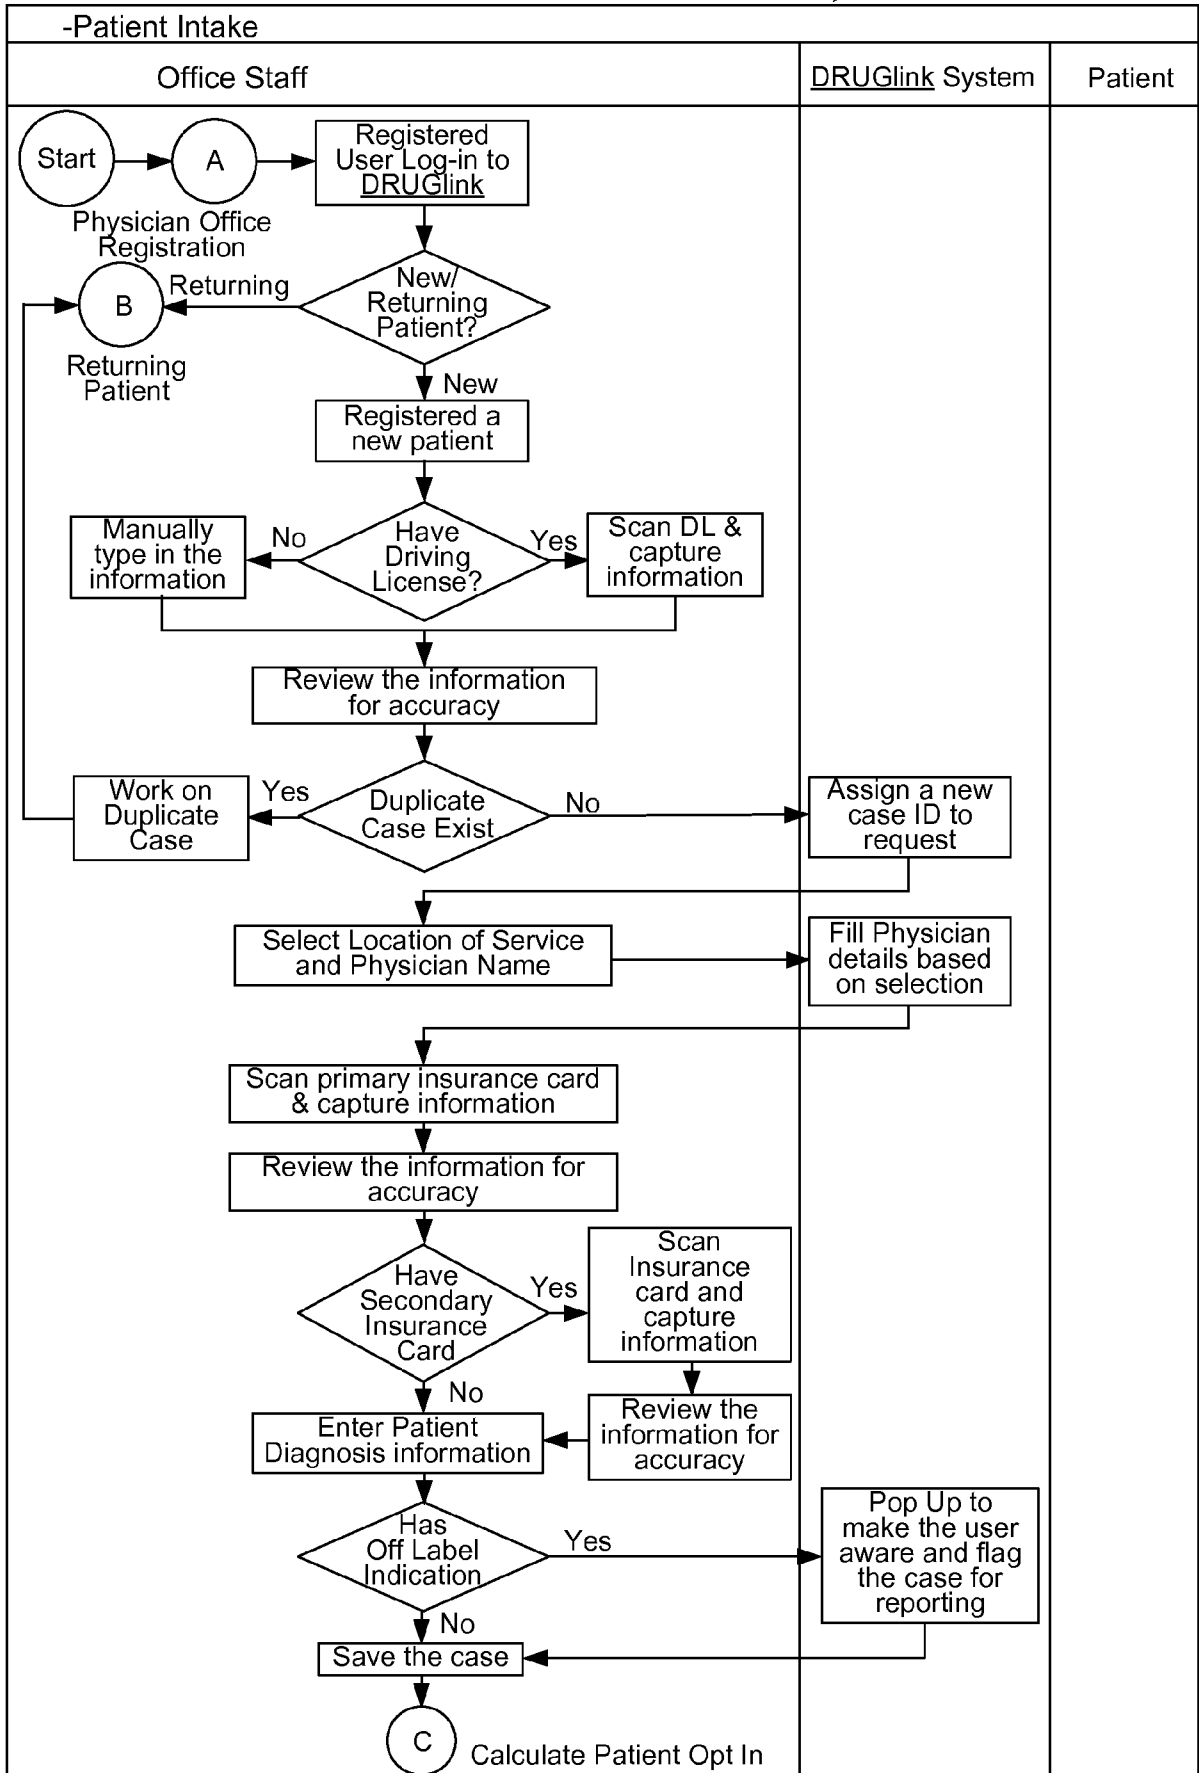 -Patient Intake
Office Staff
DRUGlink System
Patient
Start
A
Registered
User Log-in to
DRUGlink
Physician Office
Registration
New/
Returning
Patient?
Returning
B
Returning
Patient
New
Registered a
new patient
Have
Driving
License?
No
Manually
type in the
information
Yes
Scan DL &
capture
information
Review the information
for accuracy
Duplicate
Case Exist
Yes
Work on
Duplicate
Case
No
Assign a new
case ID to
request
Select Location of Service
and Physician Name
Fill Physician
details based
on selection
Scan primary insurance card
& capture information
Review the information for
accuracy
Have
Secondary
Insurance
Card
Yes
Scan
Insurance
card and
capture
information
No
Review the
information for
accuracy
Enter Patient
Diagnosis information
Has
Off Label
Indication
Yes
Pop Up to
make the user
aware and flag
the case for
reporting
No
Save the case
C
Calculate Patient Opt In